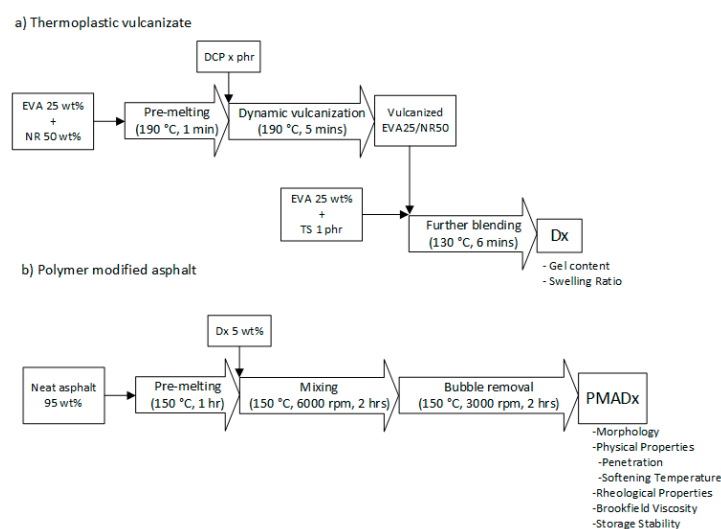 a) Thermoplastic vulcanizate
DCP x phr
EVA 25 wt%
+
NR 50 wt%
Pre-melting
(190 °C, 1 min)
Dynamic vulcanization
(190 °C, 5 mins)
Vulcanized
EVA25/NR50
EVA 25 wt%
+
TS 1 phr
Further blending
(130 °C, 6 mins)
Dx
- Gel content
- Swelling Ratio
b) Polymer modified asphalt
Dx 5 wt%
Neat asphalt
95 wt%
Pre-melting
(150 °C, 1 hr)
Mixing
(150 °C, 6000 rpm, 2 hrs)
Bubble removal
(150 °C, 3000 rpm, 2 hrs)
PMADx
-Morphology
-Physical Properties
-Penetration
-Softening Temperature
-Rheological Properties
-Brookfield Viscosity
-Storage Stability